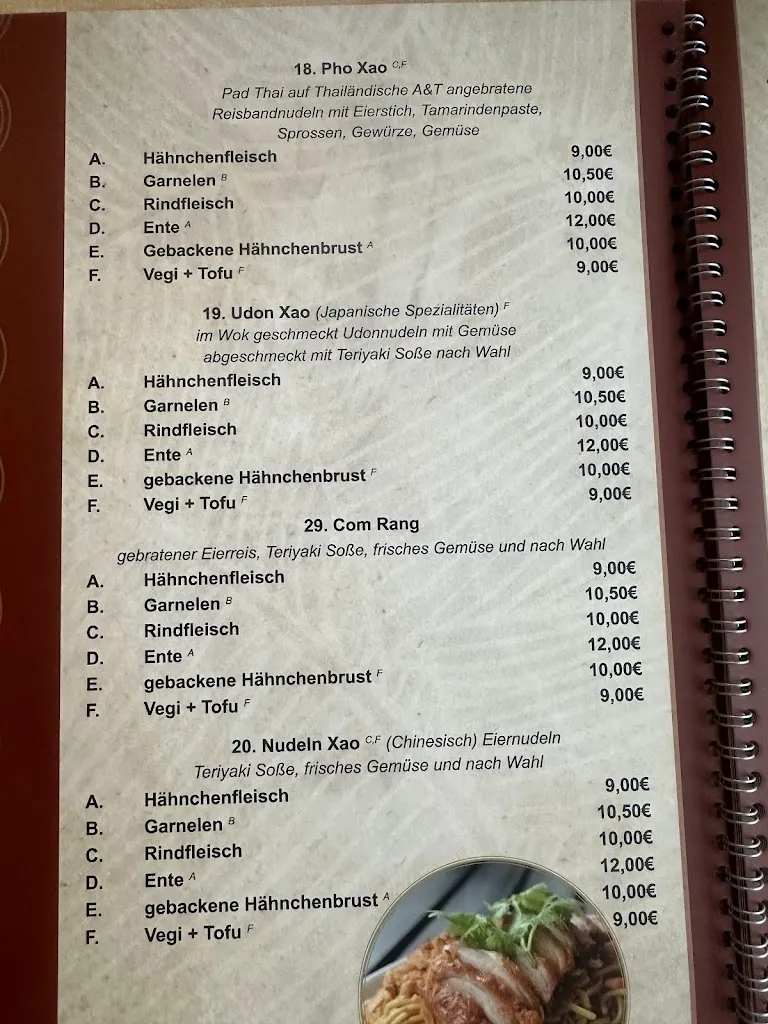 18. Pho Xao C,F
Pad Thai auf Thailändische A&T angebratene
Reisbandnudeln mit Eierstich, Tamarindenpaste,
Sprossen, Gewürze, Gemüse
A. Hähnchenfleisch 9,00€
B. Garnelen B 10,50€
C. Rindfleisch 10,00€
D. Ente A 12,00€
E. Gebackene Hähnchenbrust A 10,00€
F. Vegi + Tofu F 9,00€
19. Udon Xao (Japanische Spezialitäten) F
im Wok geschmeckt Udonnudeln mit Gemüse
abgeschmeckt mit Teriyaki Soße nach Wahl
A. Hähnchenfleisch 9,00€
B. Garnelen B 10,50€
C. Rindfleisch 10,00€
D. Ente A 12,00€
E. gebackene Hähnchenbrust F 10,00€
F. Vegi + Tofu F 9,00€
29. Com Rang
gebratener Eierreis, Teriyaki Soße, frisches Gemüse und nach Wahl
A. Hähnchenfleisch 9,00€
B. Garnelen B 10,50€
C. Rindfleisch 10,00€
D. Ente A 12,00€
E. gebackene Hähnchenbrust F 10,00€
F. Vegi + Tofu F 9,00€
20. Nudeln Xao C,F (Chinesisch) Eiernudeln
Teriyaki Soße, frisches Gemüse und nach Wahl
A. Hähnchenfleisch 9,00€
B. Garnelen B 10,50€
C. Rindfleisch 10,00€
D. Ente A 12,00€
E. gebackene Hähnchenbrust A 10,00€
F. Vegi + Tofu F 9,00€